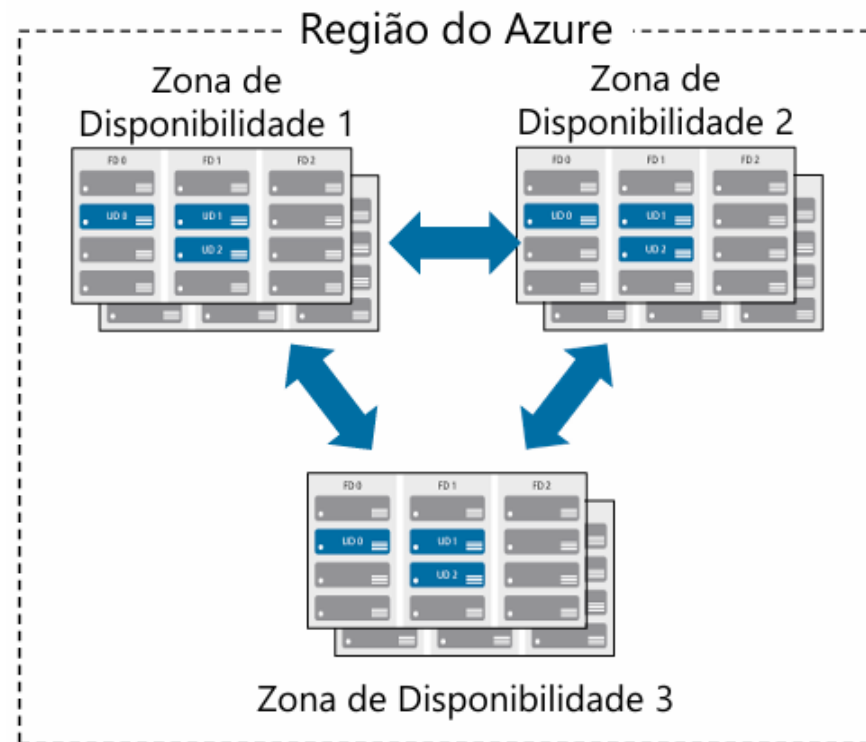 Região do Azure
Zona de
Disponibilidade 1
FD 0 FD 1 FD 2
UD 0 UD 1
UD 2
Zona de
Disponibilidade 2
FD 0 FD 1 FD 2
UD 0 UD 1
UD 2
FD 0 FD 1 FD 2
UD 0 UD 1
UD 2
Zona de Disponibilidade 3